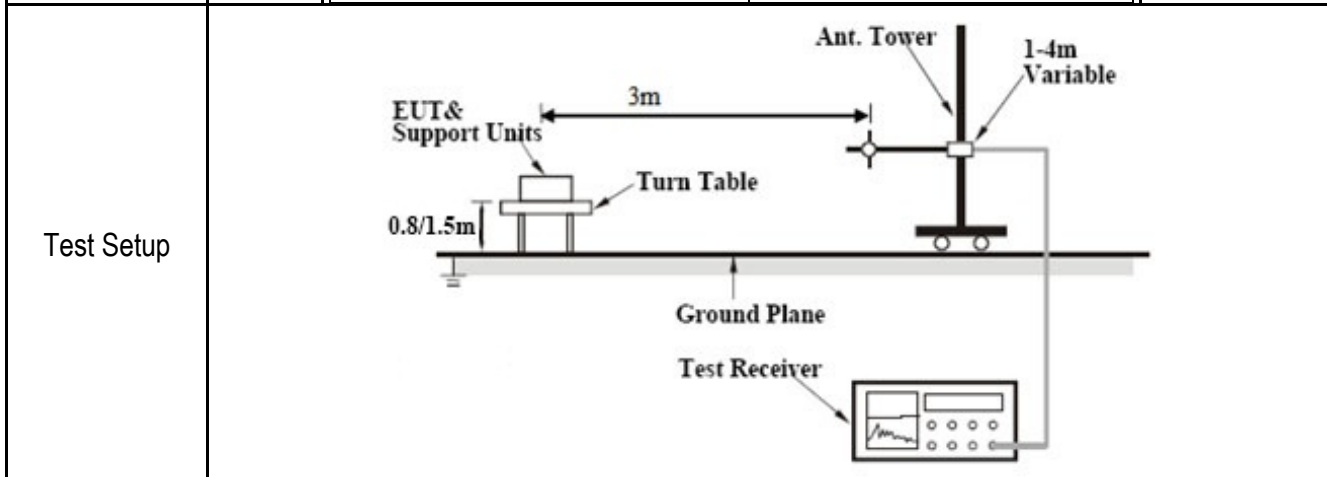 Test Setup
Ant. Tower
1-4m
Variable
3m
EUT&
Support Units
Turn Table
0.8/1.5m
Ground Plane
Test Receiver